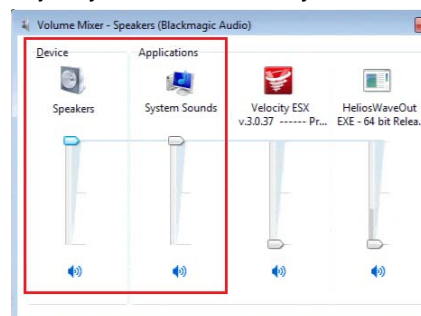 Volume Mixer - Speakers (Blackmagic Audio)
Device
Applications
Speakers
System Sounds
Velocity ESX
v.3.0.37 ------ Pr...
HeliosWaveOut
EXE - 64 bit Relea.